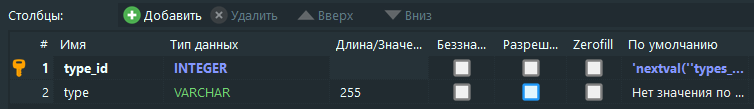 Столбцы: Добавить Удалить Вверх Вниз
# Имя Тип данных Длина/Значе... Беззна... Разреш... Zerofill По умолчанию
1 type_id INTEGER 'nextval(''types_...
2 type VARCHAR 255 Нет значения по ...